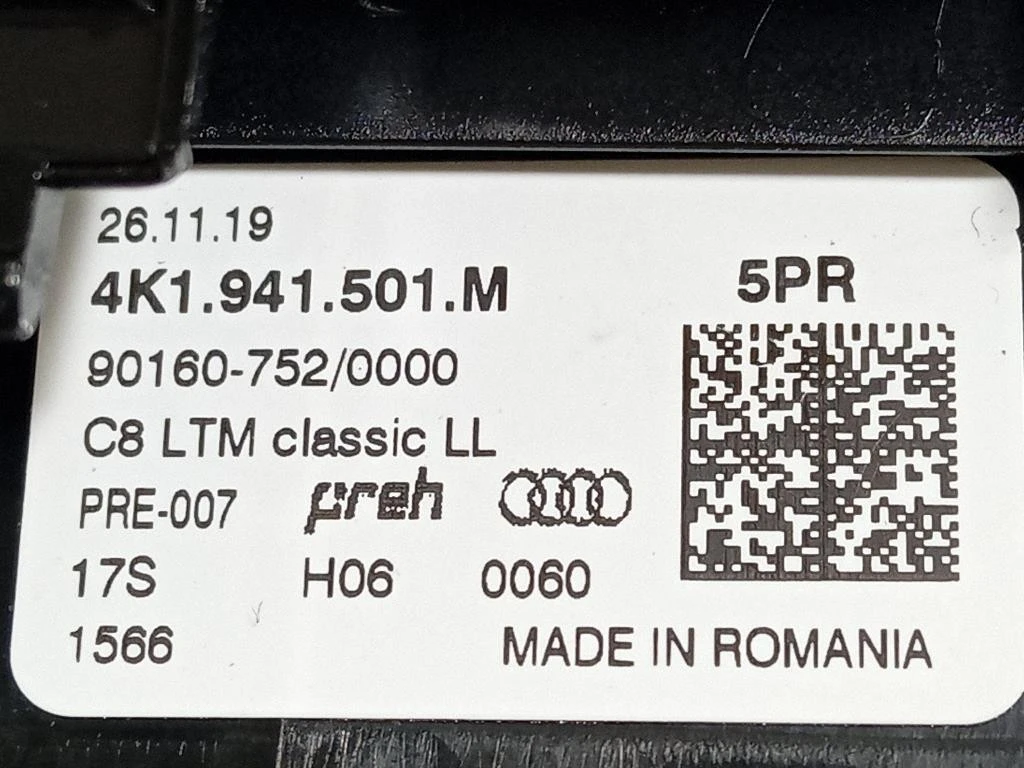 26.11.19
4K1.941.501.M 5PR
90160-752/0000
C8 LTM classic LL
PRE-007 preh
17S H06 0060
1566 MADE IN ROMANIA